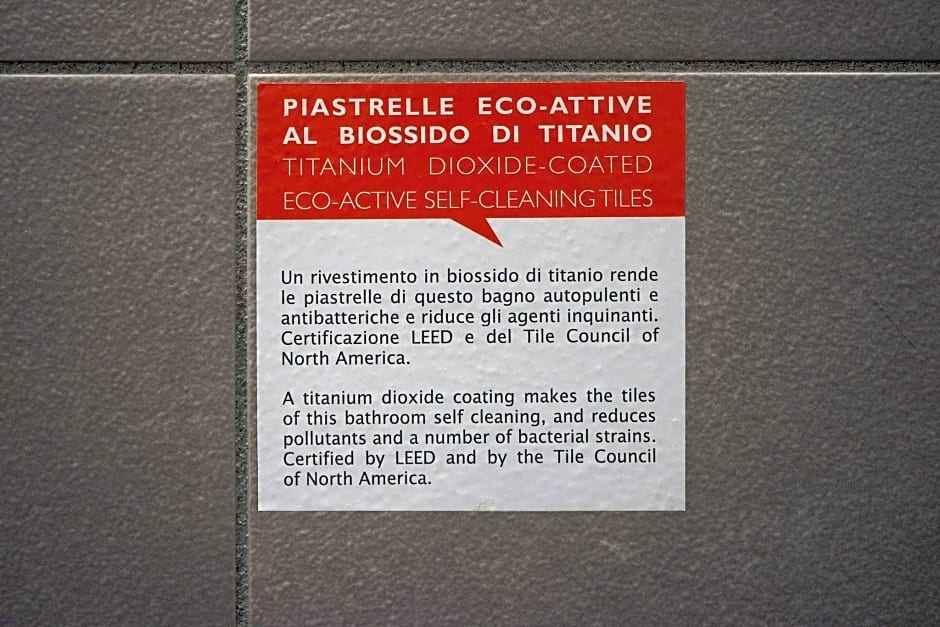 PIASTRELLE ECO-ATTIVE
AL BIOSSIDO DI TITANIO
TITANIUM DIOXIDE-COATED
ECO-ACTIVE SELF-CLEANING TILES
Un rivestimento in biossido di titanio rende
le piastrelle di questo bagno autopulenti e
antibatteriche e riduce gli agenti inquinanti.
Certificazione LEED e del Tile Council of
North America.
A titanium dioxide coating makes the tiles
of this bathroom self cleaning, and reduces
pollutants and a number of bacterial strains.
Certified by LEED and by the Tile Council
of North America.